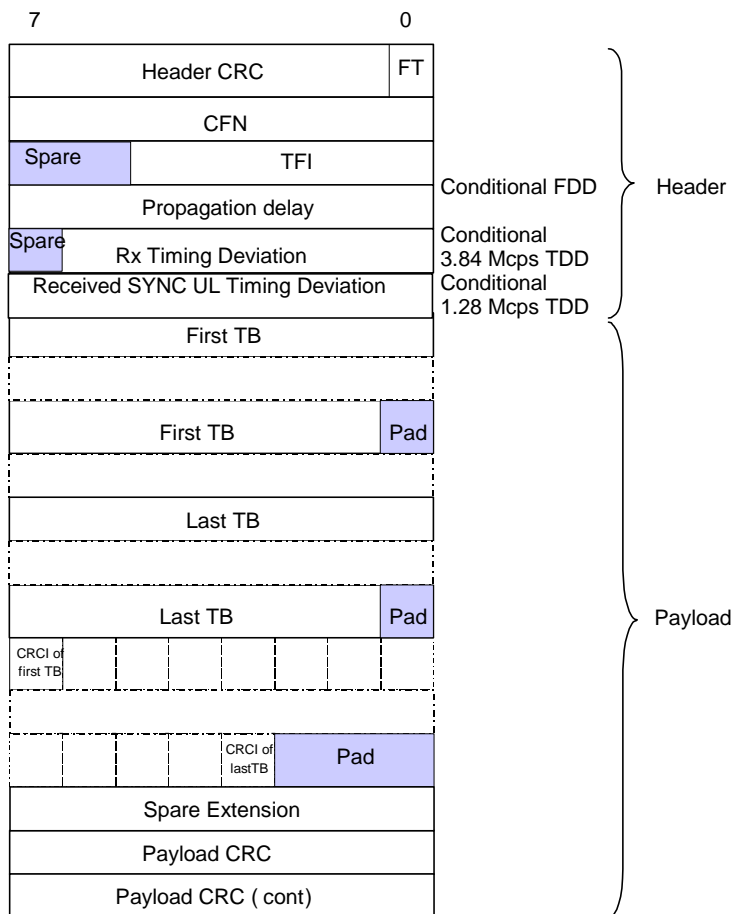 7 0
Header CRC FT
CFN
Spare TFI
Propagation delay Conditional FDD
Header
Spare Rx Timing Deviation Conditional
3.84 Mcps TDD
Received SYNC UL Timing Deviation Conditional
1.28 Mcps TDD
First TB
First TB Pad
Last TB
Last TB Pad
Payload
CRCI of
first TB
CRCI of
lastTB
Pad
Spare Extension
Payload CRC
Payload CRC ( cont)